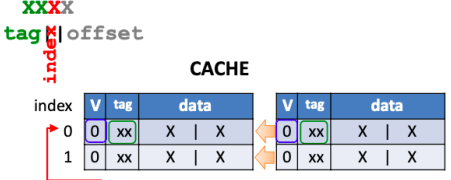 XXXX
tag||offset
index
CACHE
index V tag data V tag data
0 0 xx X | X 0 xx X | X
1 0 xx X | X 0 xx X | X